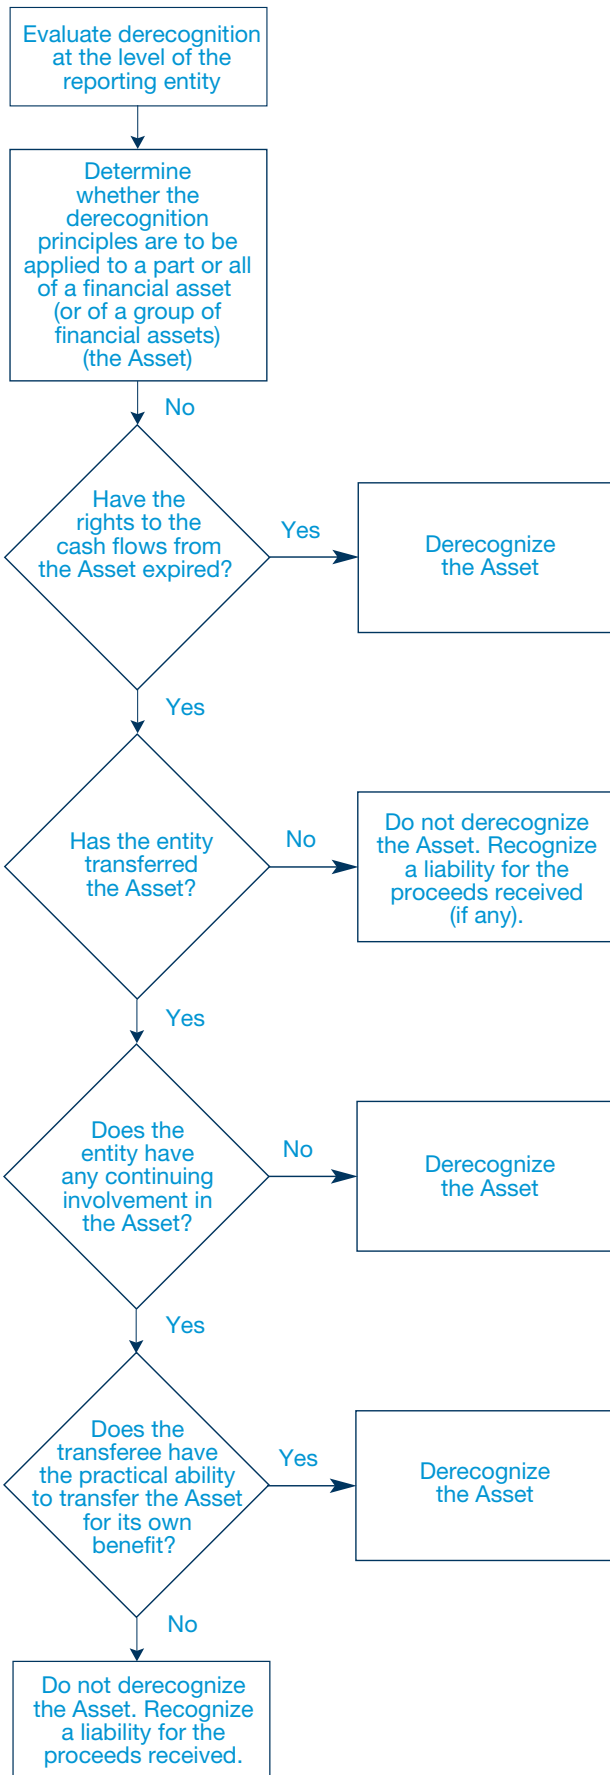 Evaluate derecognition
at the level of the
reporting entity
Determine
whether the
derecognition
principles are to be
applied to a part or all
of a financial asset
(or of a group of
financial assets)
(the Asset)
No
Have the
rights to the
cash flows from
the Asset expired?
Yes
Derecognize
the Asset
Yes
Has the entity
transferred
the Asset?
No
Do not derecognize
the Asset. Recognize
a liability for the
proceeds received
(if any).
Yes
Does the
entity have
any continuing
involvement in
the Asset?
No
Derecognize
the Asset
Yes
Does the
transferee have
the practical ability
to transfer the Asset
for its own
benefit?
Yes
Derecognize
the Asset
No
Do not derecognize
the Asset. Recognize
a liability for the
proceeds received.